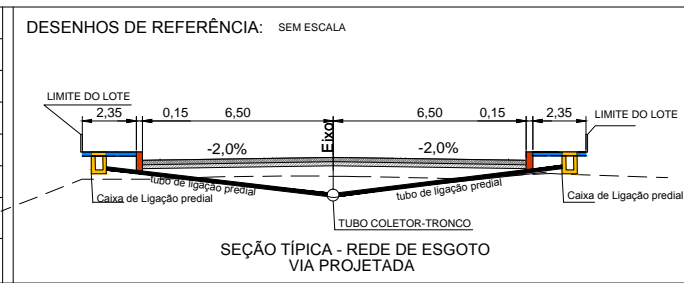 DESENHOS DE REFERÊNCIA: SEM ESCALA
LIMITE DO LOTE
2,35 0,15 6,50 6,50 0,15 2,35
LIMITE DO LOTE
Eixo
-2,0% -2,0%
tubo de ligação predial tubo de ligação predial
Caixa de Ligação predial Caixa de Ligação predial
TUBO COLETOR-TRONCO
SEÇÃO TÍPICA - REDE DE ESGOTO
VIA PROJETADA